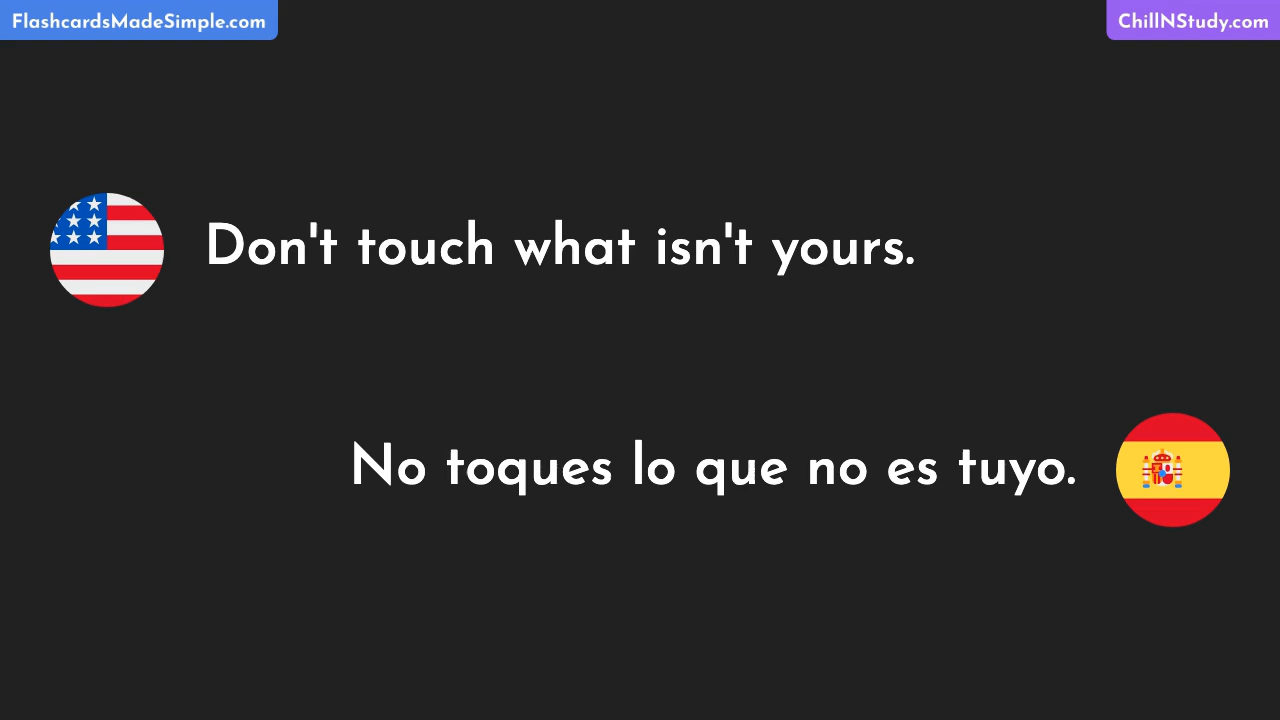 FlashcardsMadeSimple.com
ChillNStudy.com
Don't touch what isn't yours.
No toques lo que no es tuyo.